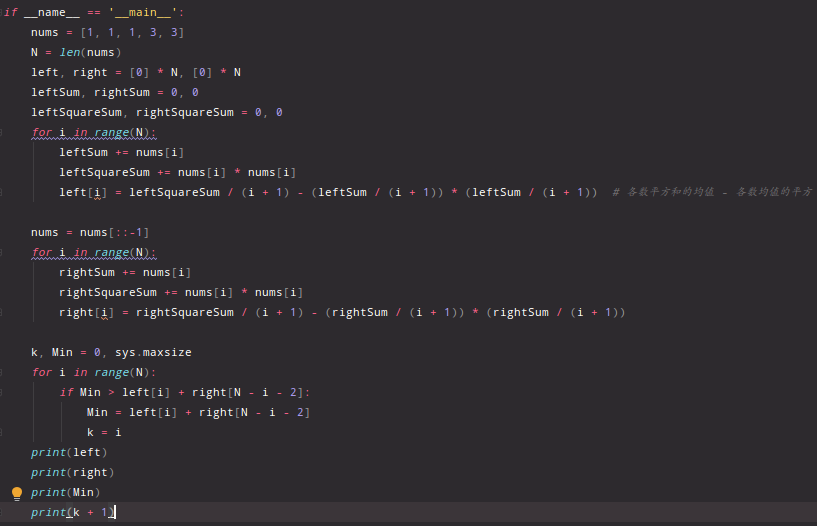 if __name__ == '__main__':
    nums = [1, 1, 1, 3, 3]
    N = len(nums)
    left, right = [0] * N, [0] * N
    leftSum, rightSum = 0, 0
    leftSquareSum, rightSquareSum = 0, 0
    for i in range(N):
        leftSum += nums[i]
        leftSquareSum += nums[i] * nums[i]
        left[i] = leftSquareSum / (i + 1) - (leftSum / (i + 1)) * (leftSum / (i + 1))  # 各数平方和的均值 - 各数均值的平方
    nums = nums[::-1]
    for i in range(N):
        rightSum += nums[i]
        rightSquareSum += nums[i] * nums[i]
        right[i] = rightSquareSum / (i + 1) - (rightSum / (i + 1)) * (rightSum / (i + 1))
    k, Min = 0, sys.maxsize
    for i in range(N):
        if Min > left[i] + right[N - i - 2]:
            Min = left[i] + right[N - i - 2]
            k = i
    print(left)
    print(right)
    print(Min)
    print(k + 1)